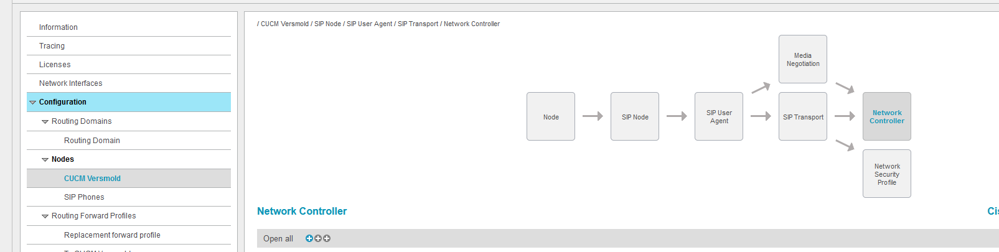 Information
Tracing
Licenses
Network Interfaces
Configuration
Routing Domains
Routing Domain
Nodes
CUCM Versmold
SIP Phones
Routing Forward Profiles
Replacement forward profile
/ CUCM Versmold / SIP Node / SIP User Agent / SIP Transport / Network Controller
Media
Negotiation
Node
SIP Node
SIP User
Agent
SIP Transport
Network
Controller
Network
Security
Profile
Network Controller
Open all